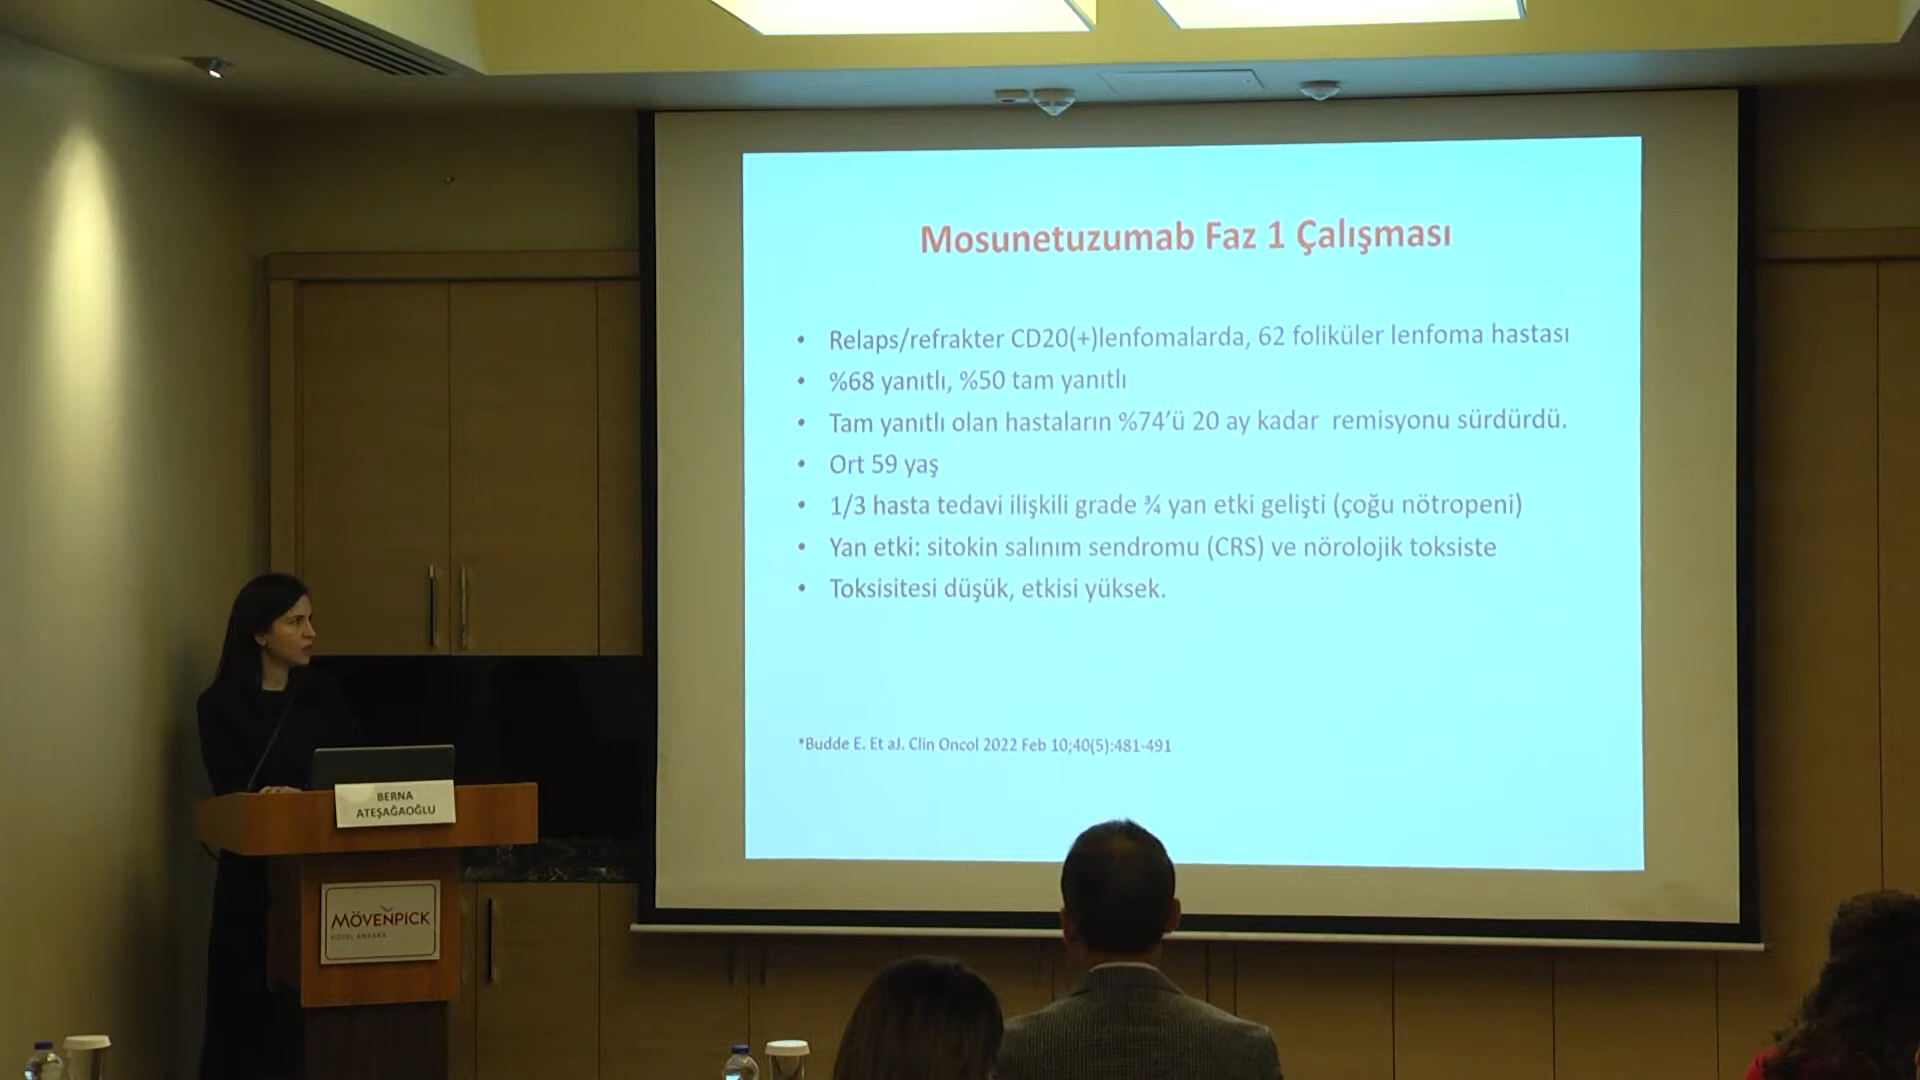 Mosunetuzumab Faz 1 Çalışması
• Relaps/refrakter CD20(+)lenfomalarda, 62 foliküler lenfoma hastası
• %68 yanıtlı, %50 tam yanıtlı
• Tam yanıtlı olan hastaların %74’ü 20 ay kadar remisyonu sürdürdü.
• Ort 59 yaş
• 1/3 hasta tedavi ilişkili grade ¾ yan etki gelişti (çoğu nötropeni)
• Yan etki: sitokin salınım sendromu (CRS) ve nörolojik toksiste
• Toksisitesi düşük, etkisi yüksek.
*Budde E. Et aJ. Clin Oncol 2022 Feb 10;40(5):481-491
BERNA
ATEŞAĞAOĞLU
MÖVENPICK
HOTEL ANKARA